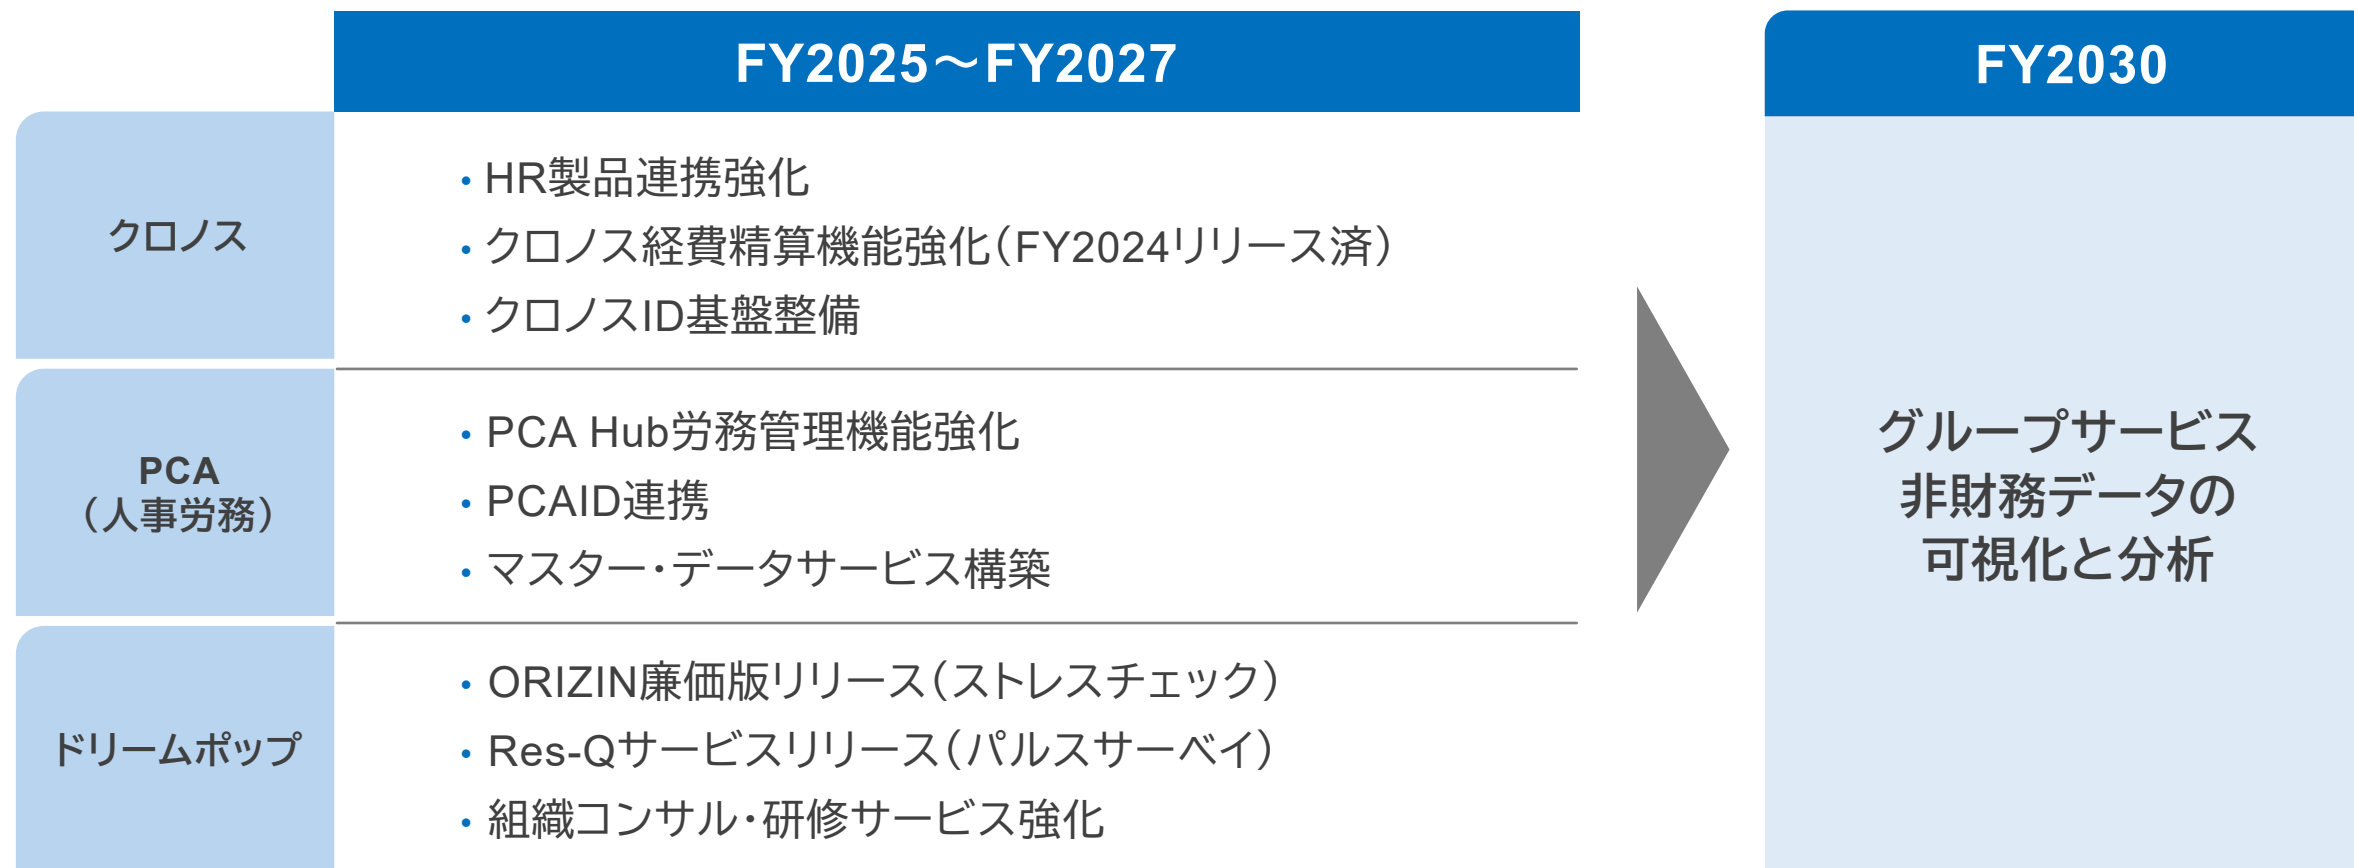 FY2025～FY2027
FY2030
クロノス
・HR製品連携強化
・クロノス経費精算機能強化（FY2024リリース済）
・クロノスID基盤整備
PCA
（人事労務）
・PCA Hub労務管理機能強化
・PCAID連携
・マスター・データサービス構築
ドリームポップ
・ORIZIN廉価版リリース（ストレスチェック）
・Res-Qサービスリリース（パルスサーベイ）
・組織コンサル・研修サービス強化
グループサービス
非財務データの
可視化と分析